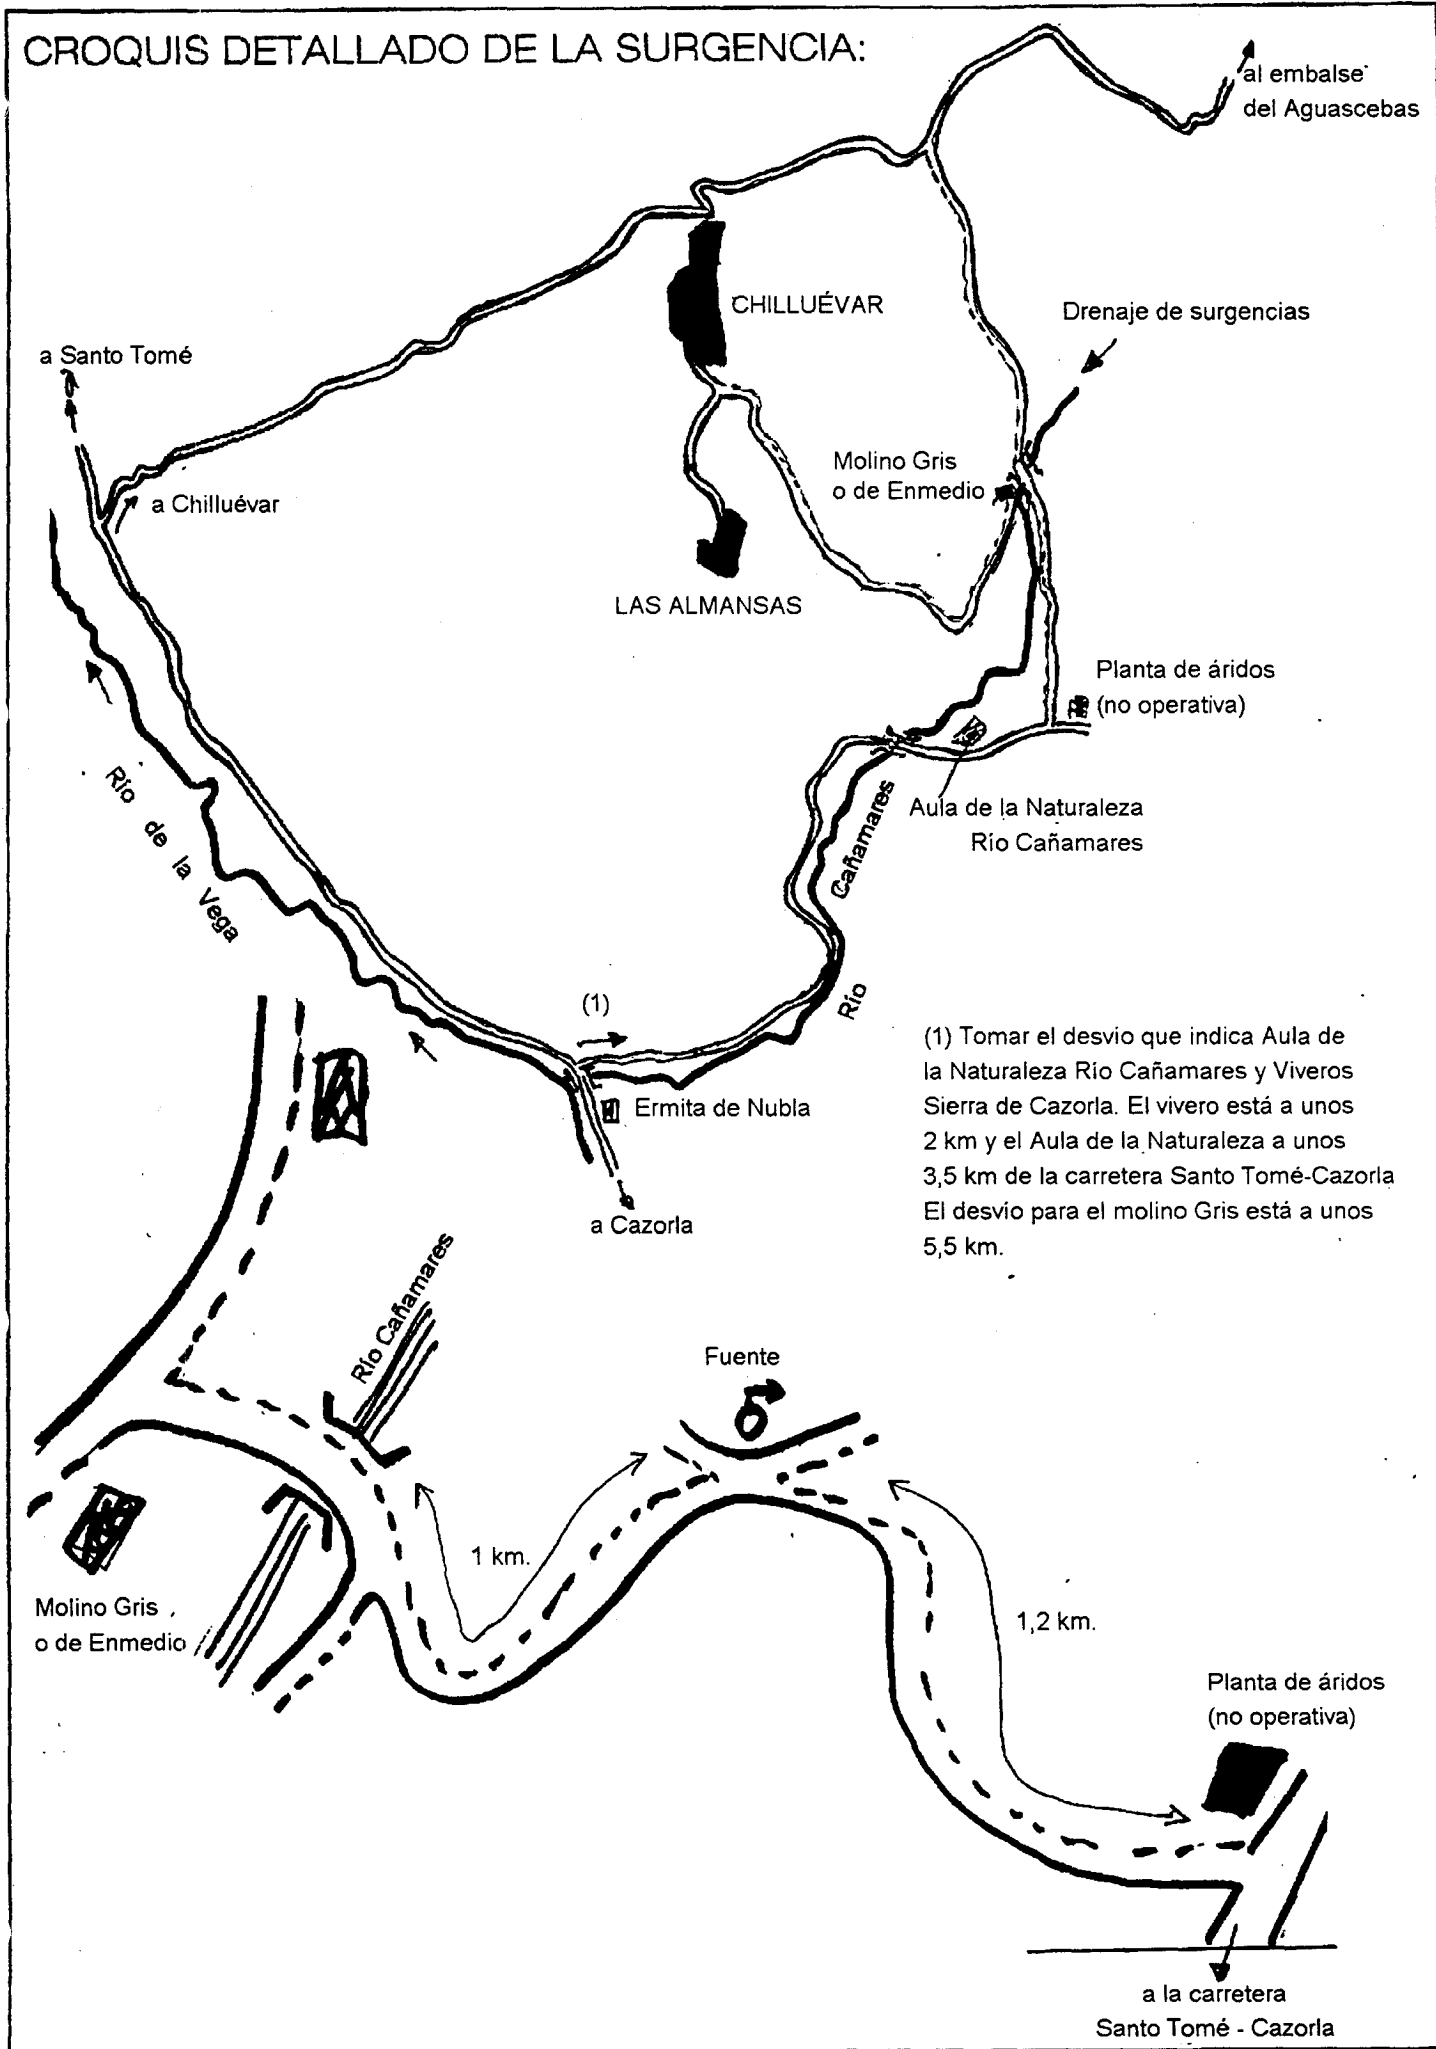 CROQUIS DETALLADO DE LA SURGENCIA:
al embalse
del Aguascebas
CHILLUÉVAR
Drenaje de surgencias
a Santo Tomé
Molino Gris
o de Enmedio
a Chilluévar
LAS ALMANSAS
Planta de áridos
(no operativa)
Río de la Vega
Aula de la Naturaleza
Río Cañamares
Río Cañamares
(1)
Ermita de Nubla
a Cazorla
(1) Tomar el desvio que indica Aula de
la Naturaleza Río Cañamares y Viveros
Sierra de Cazorla. El vivero está a unos
2 km y el Aula de la Naturaleza a unos
3,5 km de la carretera Santo Tomé-Cazorla
El desvío para el molino Gris está a unos
5,5 km.
Río Cañamares
Fuente
1 km.
Molino Gris
o de Enmedio
1,2 km.
Planta de áridos
(no operativa)
a la carretera
Santo Tomé - Cazorla